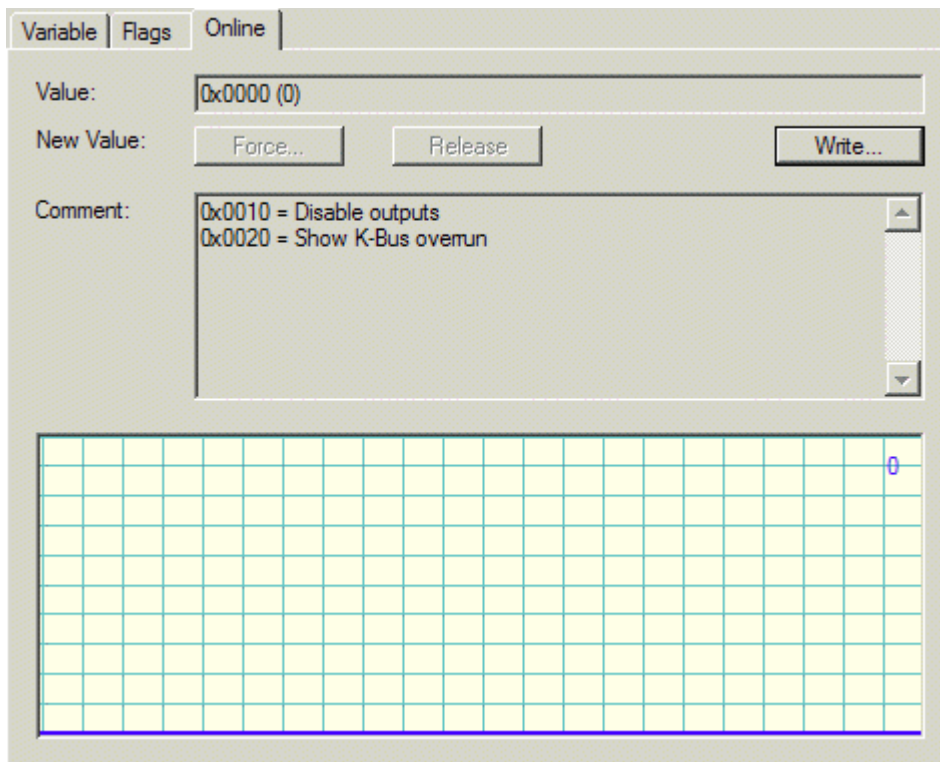 Variable Flags Online
Value: 0x0000 (0)
New Value: Force... Release Write...
Comment: 0x0010 = Disable outputs
0x0020 = Show K-Bus overrun
0